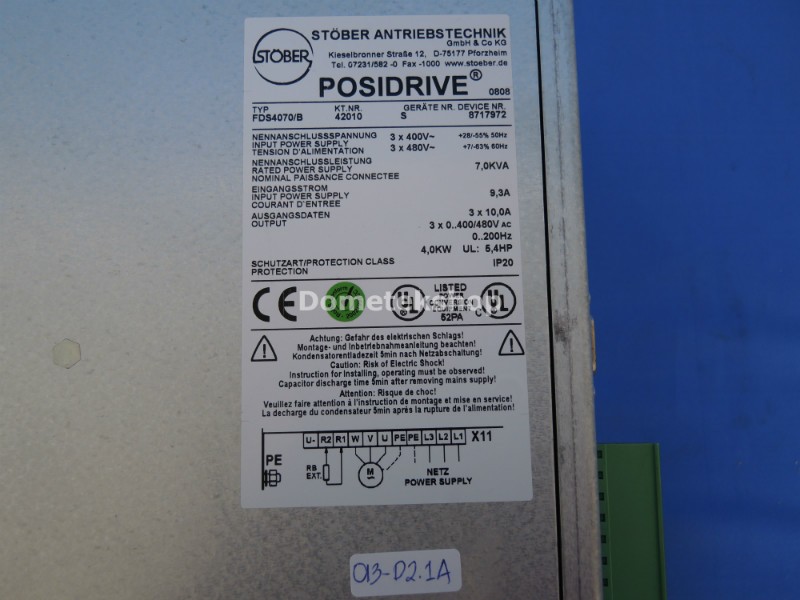 STÖBER
STÖBER ANTRIEBSTECHNIK
GmbH & Co KG
Kieselbronner Straße 12, D-75177 Pforzheim
Tel. 07231/582 -0 Fax -1000 www.stoeber.de
POSIDRIVE®
0808
TYP KT.NR. GERÄTE NR. DEVICE NR.
FDS4070/B 42010 S 8717972
NENNANSCHLUSSSPANNUNG 3 x 400V~ +28/-55% 50Hz
INPUT POWER SUPPLY
TENSION D'ALIMENTATION 3 x 480V~ +7/-63% 60Hz
NENNANSCHLUSSLEISTUNG
RATED POWER SUPPLY 7,0KVA
NOMINAL PAISSANCE CONNECTEE
EINGANGSSTROM
INPUT POWER SUPPLY 9,3A
COURANT D'ENTREE
AUSGANGSDATEN 3 x 10,0A
OUTPUT 3 x 0..400/480V AC
0..200Hz
4,0KW UL: 5,4HP
SCHUTZART/PROTECTION CLASS IP20
PROTECTION
CE
LISTED
POWER
CONVERSION
EQUIPMENT
52PA
UL ®
C UL
Dometek
Achtung: Gefahr des elektrischen Schlags!
Montage- und Inbetriebnahmeanleitung beachten!
Kondensatorentladezeit 5min nach Netzabschaltung!
Caution: Risk of Electric Shock!
Instruction for Installing, operating must be observed!
Capacitor discharge time 5min after removing mains supply!
Attention: Risque de choc!
Veuillez faire attention à l'instruction de montage et mise en service!
La decharge du condensateur 5min après la rupture de l'alimentation!
U- R2 R1 W V U PE PE L3 L2 L1 X11
PE
RB
EXT.
M
NETZ
POWER SUPPLY
A3-D2.1A